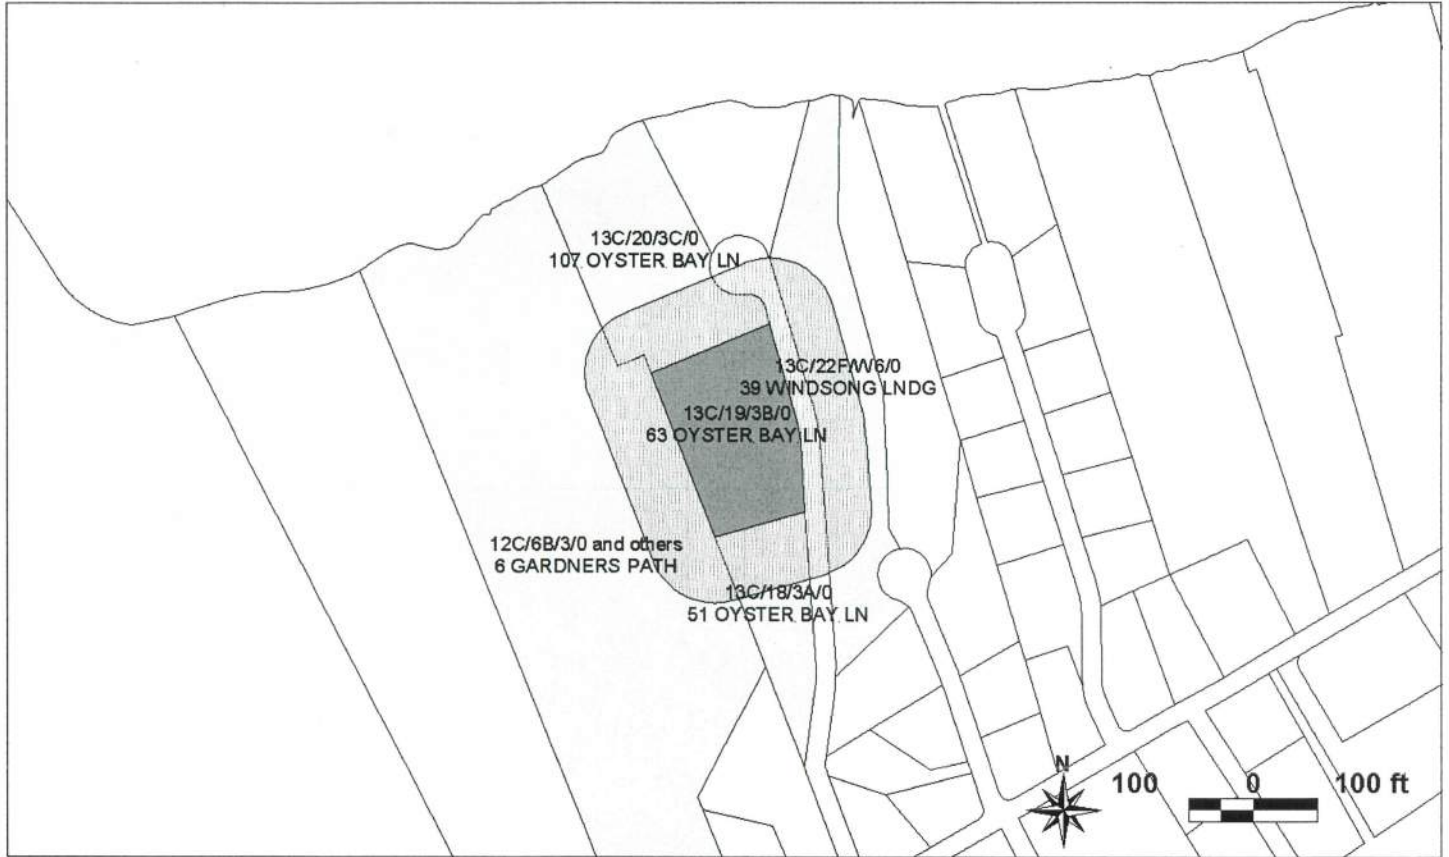 13C/20/3C/0
107 OYSTER BAY LN
13C/22F/W6/0
39 WINDSONG LNDG
13C/19/3B/0
63 OYSTER BAY LN
12C/6B/3/0 and others
6 GARDNERS PATH
13C/18/3A/0
51 OYSTER BAY LN
N
100 0 100 ft